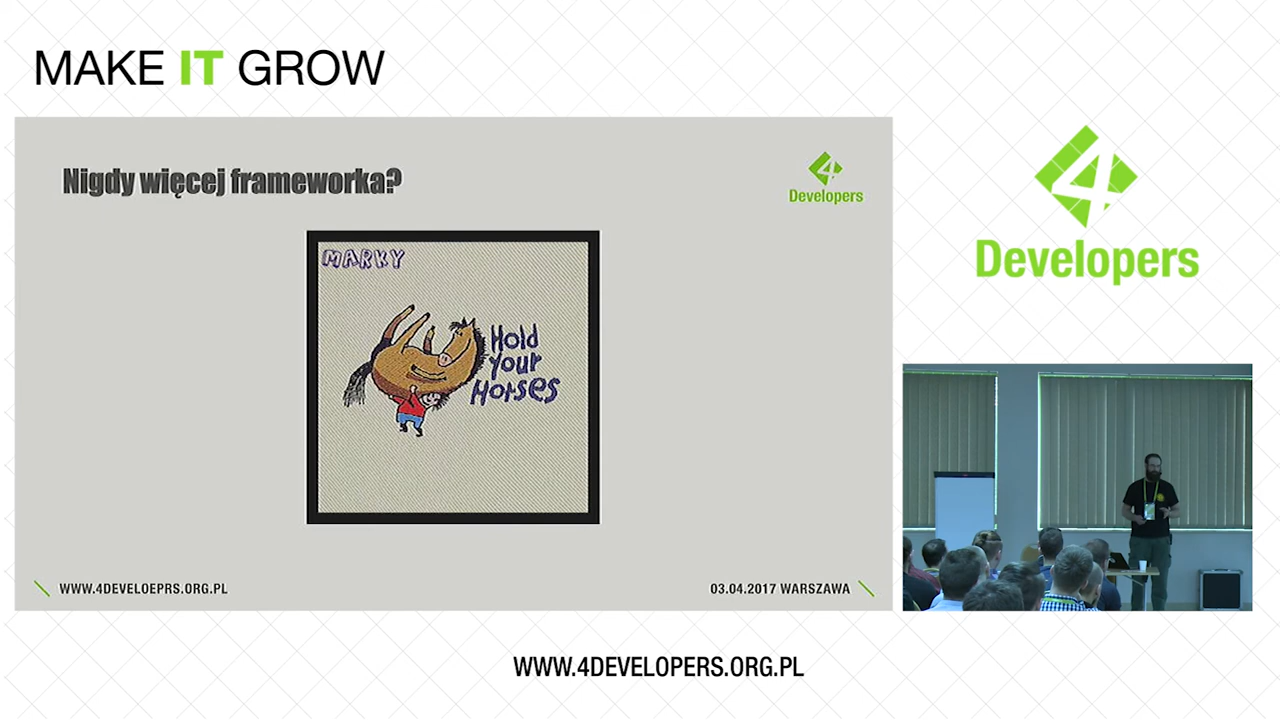 MAKE IT GROW
Nigdy więcej frameworka?
4
Developers
MARKY
Hold
your
Horses
WWW.4DEVELOEPRS.ORG.PL
03.04.2017 WARSZAWA
4
Developers
WWW.4DEVELOPERS.ORG.PL